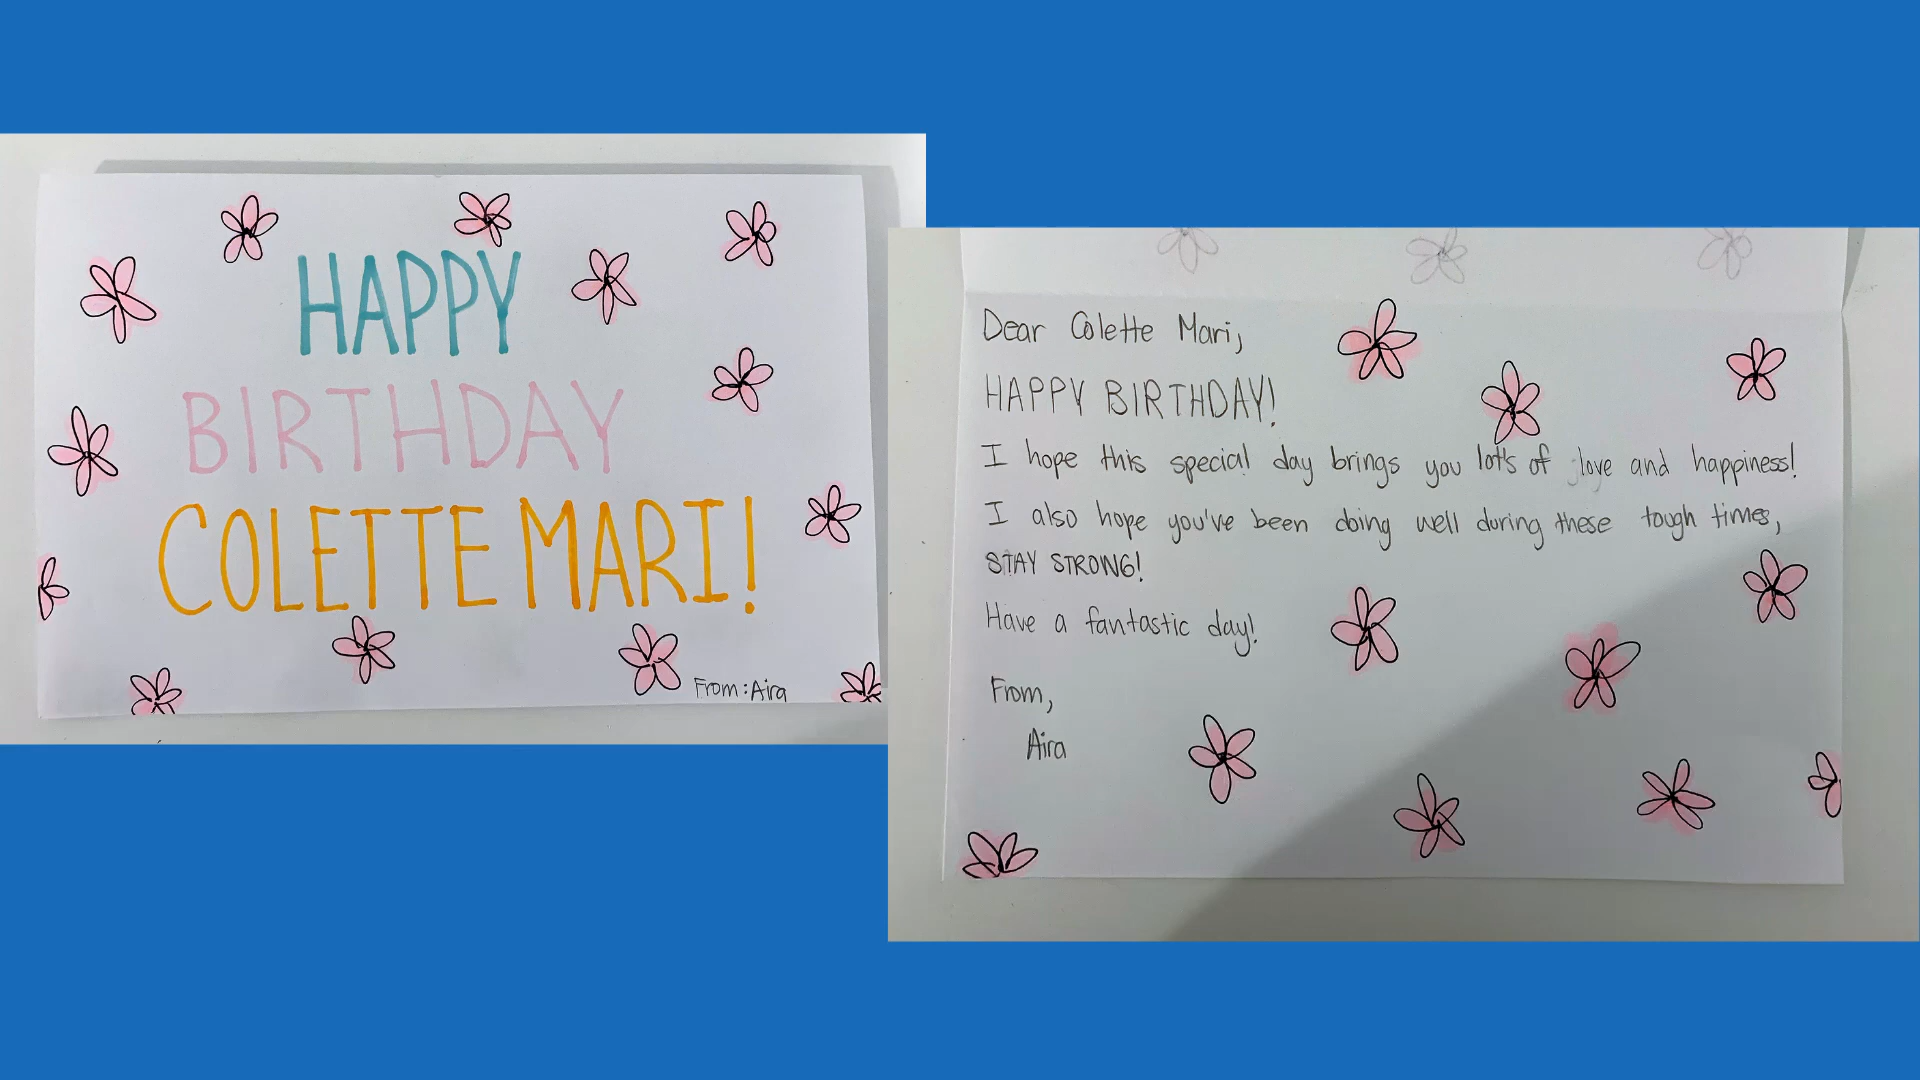 HAPPY
BIRTHDAY
COLETTE MARI!
From: Aira
Dear Colette Mari,
HAPPY BIRTHDAY!
I hope this special day brings you lot's of love and happiness!
I also hope you've been doing well during these tough times,
STAY STRONG!
Have a fantastic day!
From,
Aira